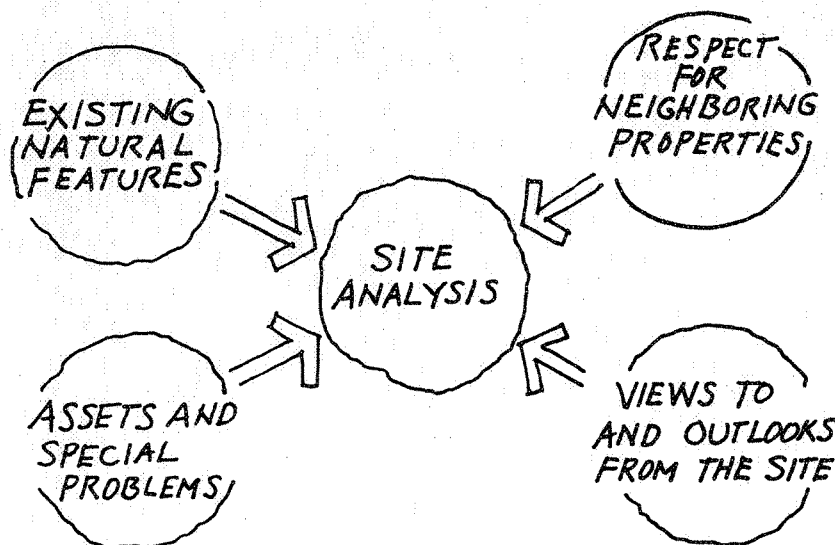 EXISTING
NATURAL
FEATURES
RESPECT
FOR
NEIGHBORING
PROPERTIES
SITE
ANALYSIS
ASSETS AND
SPECIAL
PROBLEMS
VIEWS TO
AND OUTLOOKS
FROM THE SITE